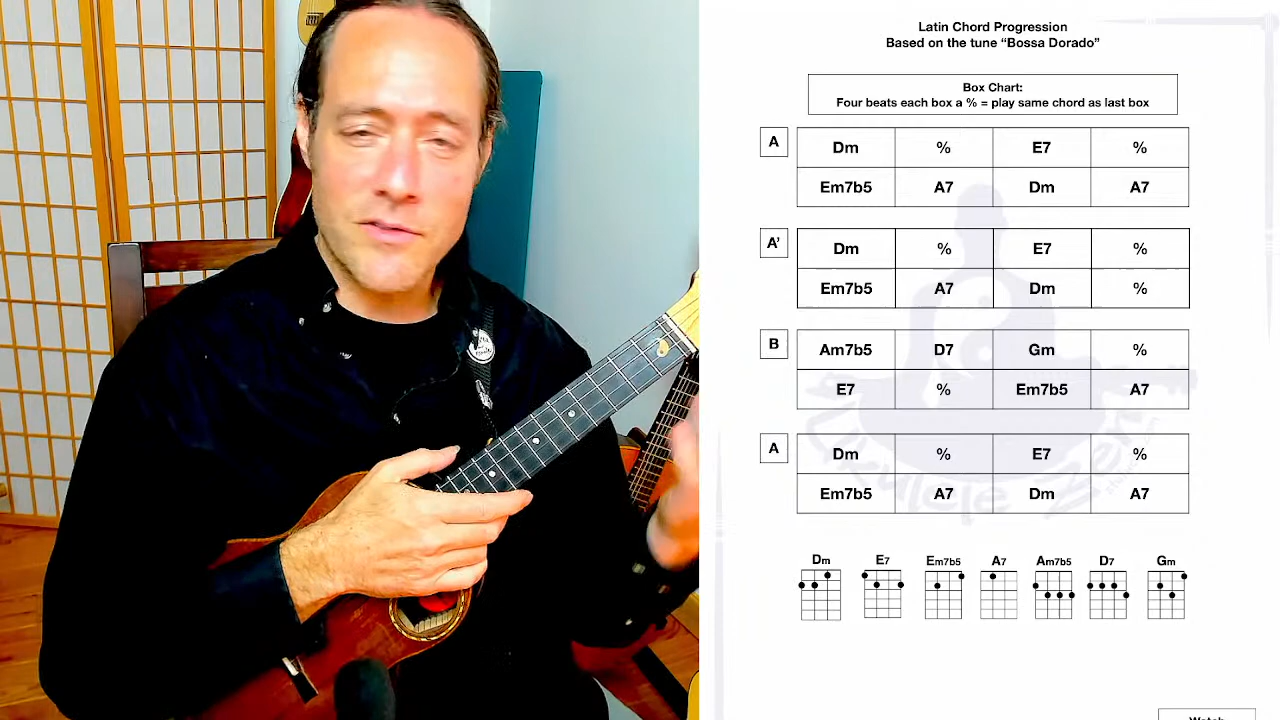 Latin Chord Progression
Based on the tune “Bossa Dorado”
Box Chart:
Four beats each box a % = play same chord as last box
A
Dm % E7 %
Em7b5 A7 Dm A7
A’
Dm % E7 %
Em7b5 A7 Dm %
B
Am7b5 D7 Gm %
E7 % Em7b5 A7
A
Dm % E7 %
Em7b5 A7 Dm A7
Ukulele Zen
Dm E7 Em7b5 A7 Am7b5 D7 Gm